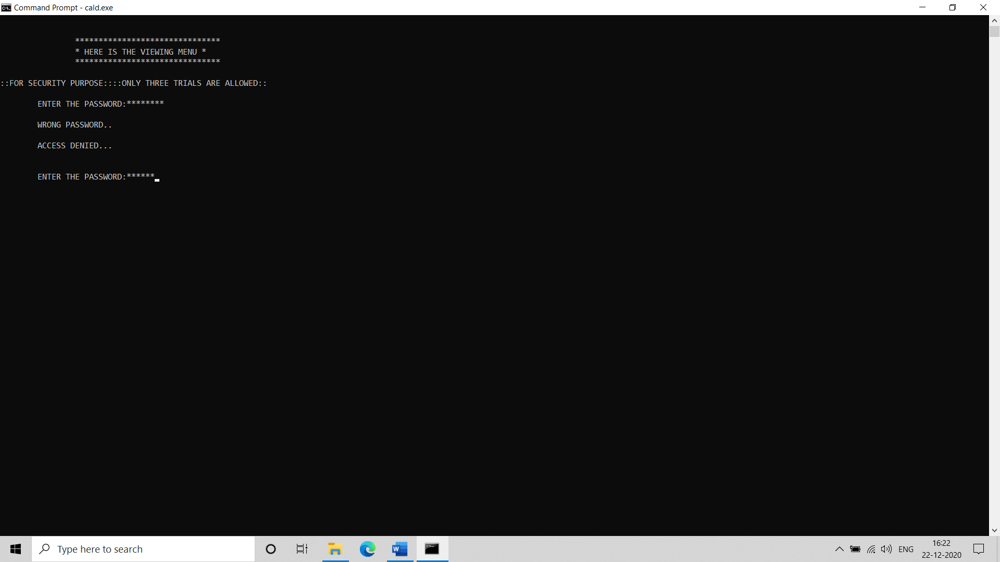 Command Prompt - cald.exe
*******************************
* HERE IS THE VIEWING MENU *
*******************************
::FOR SECURITY PURPOSE::::ONLY THREE TRIALS ARE ALLOWED::
ENTER THE PASSWORD:********
WRONG PASSWORD..
ACCESS DENIED...
ENTER THE PASSWORD:******
Type here to search
ENG
16:22
22-12-2020